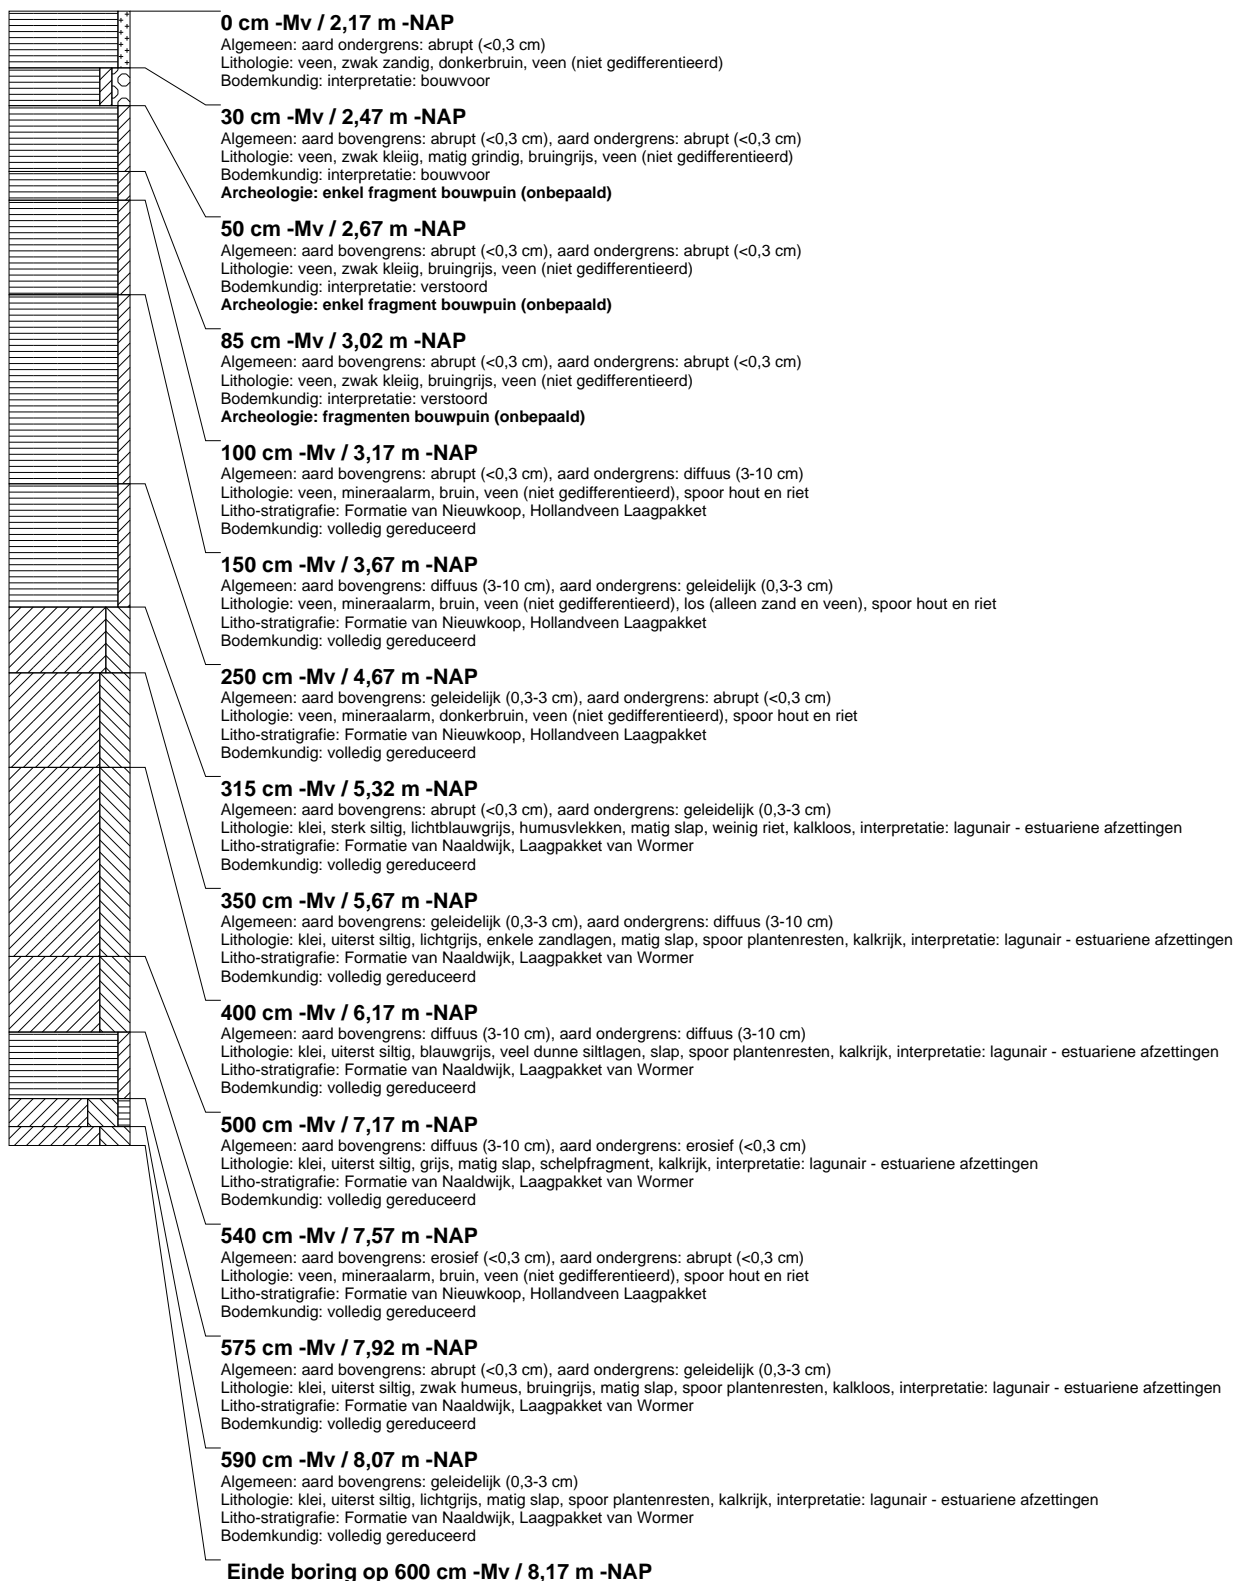 0 cm -Mv / 2,17 m -NAP
Algemeen: aard ondergrens: abrupt (<0,3 cm)
Lithologie: veen, zwak zandig, donkerbruin, veen (niet gedifferentieerd)
Bodemkundig: interpretatie: bouwvoor
30 cm -Mv / 2,47 m -NAP
Algemeen: aard bovengrens: abrupt (<0,3 cm), aard ondergrens: abrupt (<0,3 cm)
Lithologie: veen, zwak kleiig, matig grindig, bruingrijs, veen (niet gedifferentieerd)
Bodemkundig: interpretatie: bouwvoor
Archeologie: enkel fragment bouwpuin (onbepaald)
50 cm -Mv / 2,67 m -NAP
Algemeen: aard bovengrens: abrupt (<0,3 cm), aard ondergrens: abrupt (<0,3 cm)
Lithologie: veen, zwak kleiig, bruingrijs, veen (niet gedifferentieerd)
Bodemkundig: interpretatie: verstoord
Archeologie: enkel fragment bouwpuin (onbepaald)
85 cm -Mv / 3,02 m -NAP
Algemeen: aard bovengrens: abrupt (<0,3 cm), aard ondergrens: abrupt (<0,3 cm)
Lithologie: veen, zwak kleiig, bruingrijs, veen (niet gedifferentieerd)
Bodemkundig: interpretatie: verstoord
Archeologie: fragmenten bouwpuin (onbepaald)
100 cm -Mv / 3,17 m -NAP
Algemeen: aard bovengrens: abrupt (<0,3 cm), aard ondergrens: diffuus (3-10 cm)
Lithologie: veen, mineraalarm, bruin, veen (niet gedifferentieerd), spoor hout en riet
Litho-stratigrafie: Formatie van Nieuwkoop, Hollandveen Laagpakket
Bodemkundig: volledig gereduceerd
150 cm -Mv / 3,67 m -NAP
Algemeen: aard bovengrens: diffuus (3-10 cm), aard ondergrens: geleidelijk (0,3-3 cm)
Lithologie: veen, mineraalarm, bruin, veen (niet gedifferentieerd), los (alleen zand en veen), spoor hout en riet
Litho-stratigrafie: Formatie van Nieuwkoop, Hollandveen Laagpakket
Bodemkundig: volledig gereduceerd
250 cm -Mv / 4,67 m -NAP
Algemeen: aard bovengrens: geleidelijk (0,3-3 cm), aard ondergrens: abrupt (<0,3 cm)
Lithologie: veen, mineraalarm, donkerbruin, veen (niet gedifferentieerd), spoor hout en riet
Litho-stratigrafie: Formatie van Nieuwkoop, Hollandveen Laagpakket
Bodemkundig: volledig gereduceerd
315 cm -Mv / 5,32 m -NAP
Algemeen: aard bovengrens: abrupt (<0,3 cm), aard ondergrens: geleidelijk (0,3-3 cm)
Lithologie: klei, sterk siltig, lichtblauwgrijs, humusvlekken, matig slap, weinig riet, kalkloos, interpretatie: lagunair - estuariene afzettingen
Litho-stratigrafie: Formatie van Naaldwijk, Laagpakket van Wormer
Bodemkundig: volledig gereduceerd
350 cm -Mv / 5,67 m -NAP
Algemeen: aard bovengrens: geleidelijk (0,3-3 cm), aard ondergrens: diffuus (3-10 cm)
Lithologie: klei, uiterst siltig, lichtgrijs, enkele zandlagen, matig slap, spoor plantenresten, kalkrijk, interpretatie: lagunair - estuariene afzettingen
Litho-stratigrafie: Formatie van Naaldwijk, Laagpakket van Wormer
Bodemkundig: volledig gereduceerd
400 cm -Mv / 6,17 m -NAP
Algemeen: aard bovengrens: diffuus (3-10 cm), aard ondergrens: diffuus (3-10 cm)
Lithologie: klei, uiterst siltig, blauwgrijs, veel dunne siltlagen, slap, spoor plantenresten, kalkrijk, interpretatie: lagunair - estuariene afzettingen
Litho-stratigrafie: Formatie van Naaldwijk, Laagpakket van Wormer
Bodemkundig: volledig gereduceerd
500 cm -Mv / 7,17 m -NAP
Algemeen: aard bovengrens: diffuus (3-10 cm), aard ondergrens: erosief (<0,3 cm)
Lithologie: klei, uiterst siltig, grijs, matig slap, schelpfragment, kalkrijk, interpretatie: lagunair - estuariene afzettingen
Litho-stratigrafie: Formatie van Naaldwijk, Laagpakket van Wormer
Bodemkundig: volledig gereduceerd
540 cm -Mv / 7,57 m -NAP
Algemeen: aard bovengrens: erosief (<0,3 cm), aard ondergrens: abrupt (<0,3 cm)
Lithologie: veen, mineraalarm, bruin, veen (niet gedifferentieerd), spoor hout en riet
Litho-stratigrafie: Formatie van Nieuwkoop, Hollandveen Laagpakket
Bodemkundig: volledig gereduceerd
575 cm -Mv / 7,92 m -NAP
Algemeen: aard bovengrens: abrupt (<0,3 cm), aard ondergrens: geleidelijk (0,3-3 cm)
Lithologie: klei, uiterst siltig, zwak humeus, bruingrijs, matig slap, spoor plantenresten, kalkloos, interpretatie: lagunair - estuariene afzettingen
Litho-stratigrafie: Formatie van Naaldwijk, Laagpakket van Wormer
Bodemkundig: volledig gereduceerd
590 cm -Mv / 8,07 m -NAP
Algemeen: aard bovengrens: geleidelijk (0,3-3 cm)
Lithologie: klei, uiterst siltig, lichtgrijs, matig slap, spoor plantenresten, kalkrijk, interpretatie: lagunair - estuariene afzettingen
Litho-stratigrafie: Formatie van Naaldwijk, Laagpakket van Wormer
Bodemkundig: volledig gereduceerd
Einde boring op 600 cm -Mv / 8,17 m -NAP